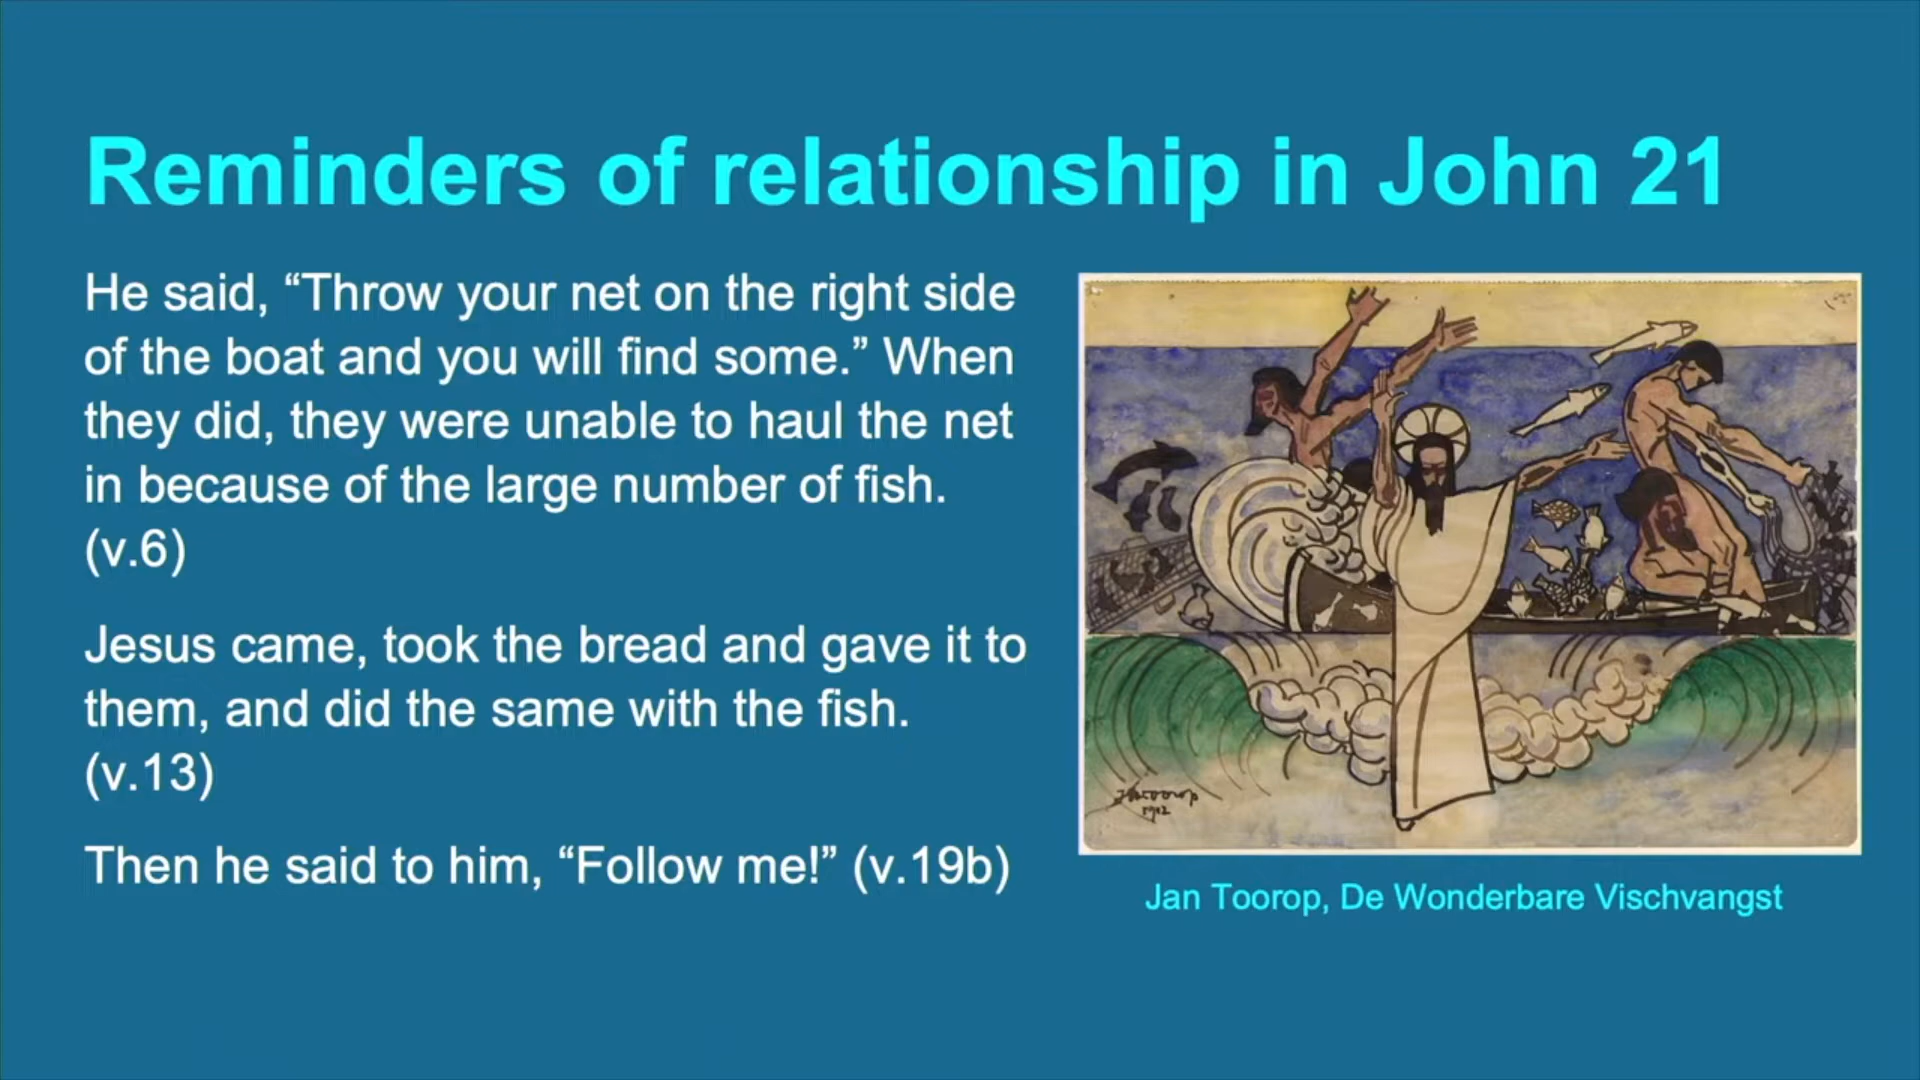 Reminders of relationship in John 21
He said, “Throw your net on the right side
of the boat and you will find some.” When
they did, they were unable to haul the net
in because of the large number of fish.
(v.6)
Jesus came, took the bread and gave it to
them, and did the same with the fish.
(v.13)
Then he said to him, “Follow me!” (v.19b)
JthToorop
1912
Jan Toorop, De Wonderbare Vischvangst